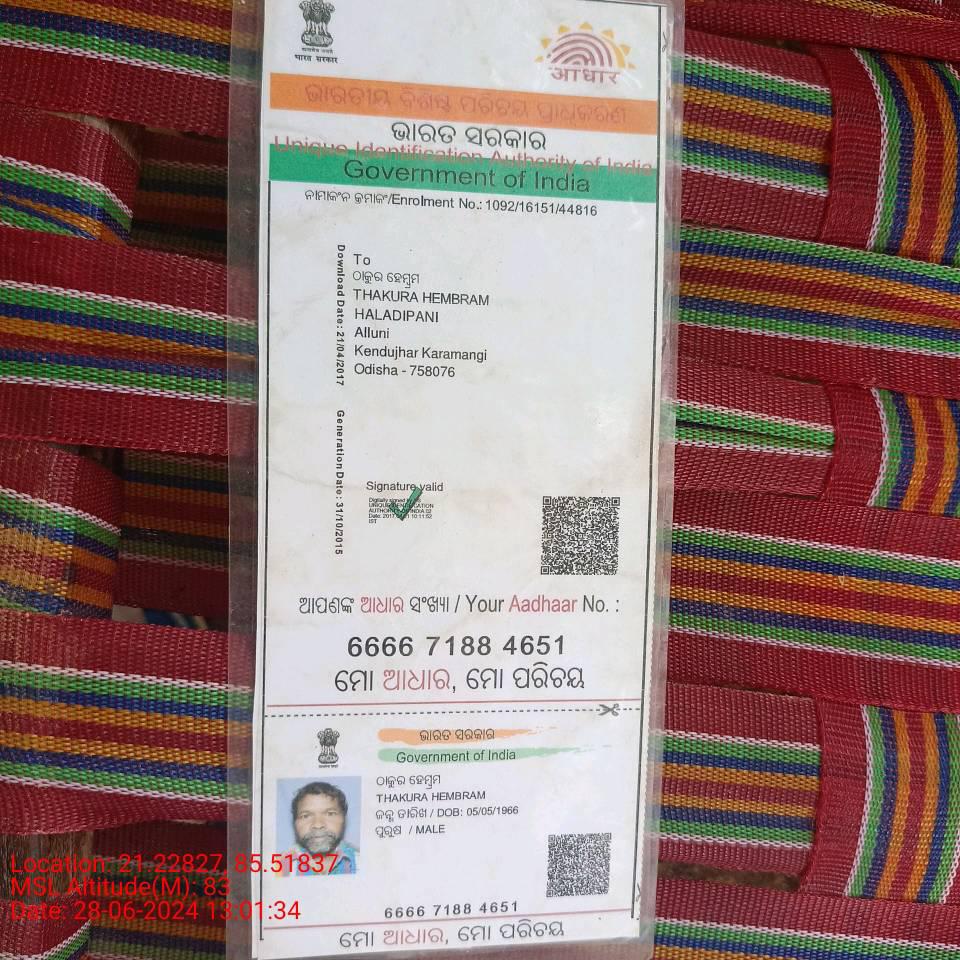 भारत सरकार
आधार
ଭାରତୀୟ ବିଶିଷ୍ଟ ପରିଚୟ ପ୍ରାଧିକରଣ
ଭାରତ ସରକାର
Unique Identification Authority of India
Government of India
ନାମାକଂନ କ୍ରମାକଂ/Enrolment No.: 1092/16151/44816
Download Date: 21/04/2017
Generation Date: 31/10/2015
To
ଠାକୁର ହେମ୍ବ୍ରମ
THAKURA HEMBRAM
HALADIPANI
Alluni
Kendujhar Karamangi
Odisha - 758076
Signature valid
Digitally signed by
IST
ଆପଣଙ୍କ ଆଧାର ସଂଖ୍ୟା / Your Aadhaar No. :
6666 7188 4651
ମୋ ଆଧାର, ମୋ ପରିଚୟ
ଭାରତ ସରକାର
Government of India
ଠାକୁର ହେମ୍ବ୍ରମ
THAKURA HEMBRAM
ଜନ୍ମ ତାରିଖ / DOB: 05/05/1966
ପୁରୁଷ / MALE
6666 7188 4651
ମୋ ଆଧାର, ମୋ ପରିଚୟ
Location: 21.22827, 85.51837
MSL Altitude(M): 83
Date: 28-06-2024 13:01:34